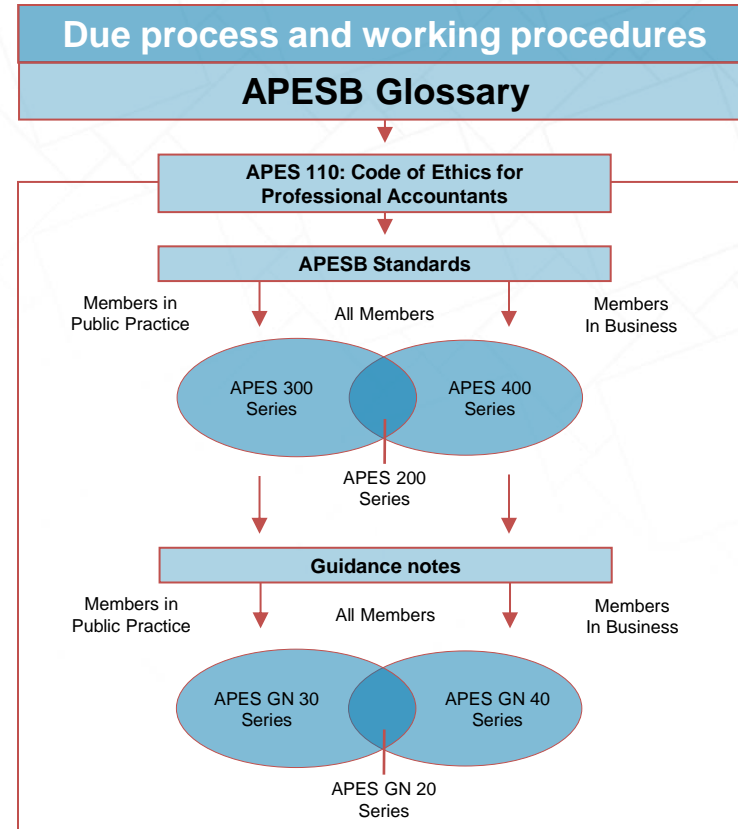 Due process and working procedures
APESB Glossary
APES 110: Code of Ethics for
Professional Accountants
APESB Standards
Members in
Public Practice
All Members
Members
In Business
APES 300
Series
APES 400
Series
APES 200
Series
Guidance notes
Members in
Public Practice
All Members
Members
In Business
APES GN 30
Series
APES GN 40
Series
APES GN 20
Series